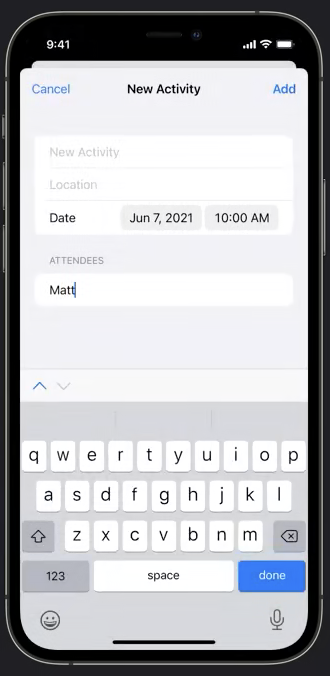 9:41
Cancel New Activity Add
New Activity
Location
Date Jun 7, 2021 10:00 AM
ATTENDEES
Matt
q w e r t y u i o p
a s d f g h j k l
z x c v b n m
123 space done